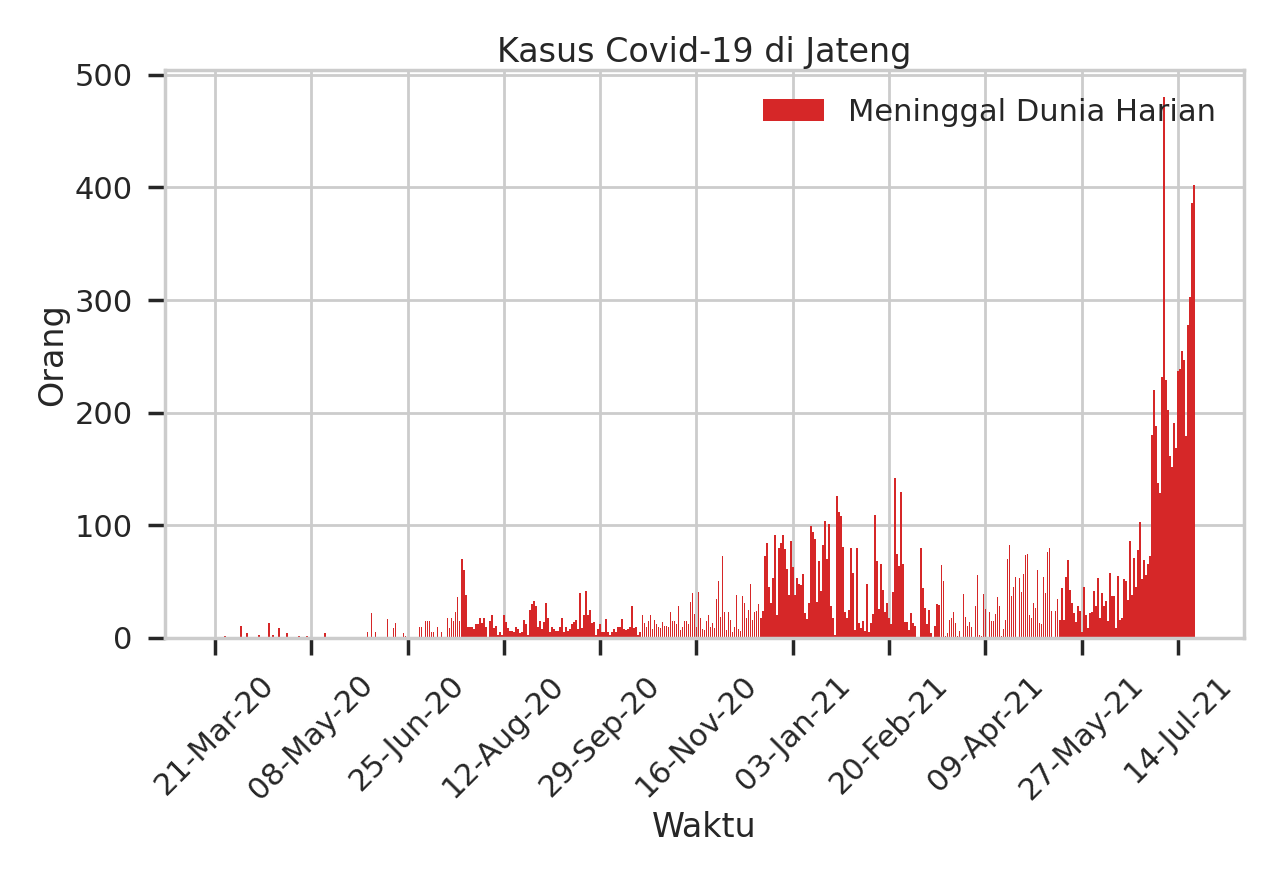 Kasus Covid-19 di Jateng
Meninggal Dunia Harian
500
400
300
200
100
0
Orang
21-Mar-20
08-May-20
25-Jun-20
12-Aug-20
29-Sep-20
16-Nov-20
03-Jan-21
20-Feb-21
09-Apr-21
27-May-21
14-Jul-21
Waktu